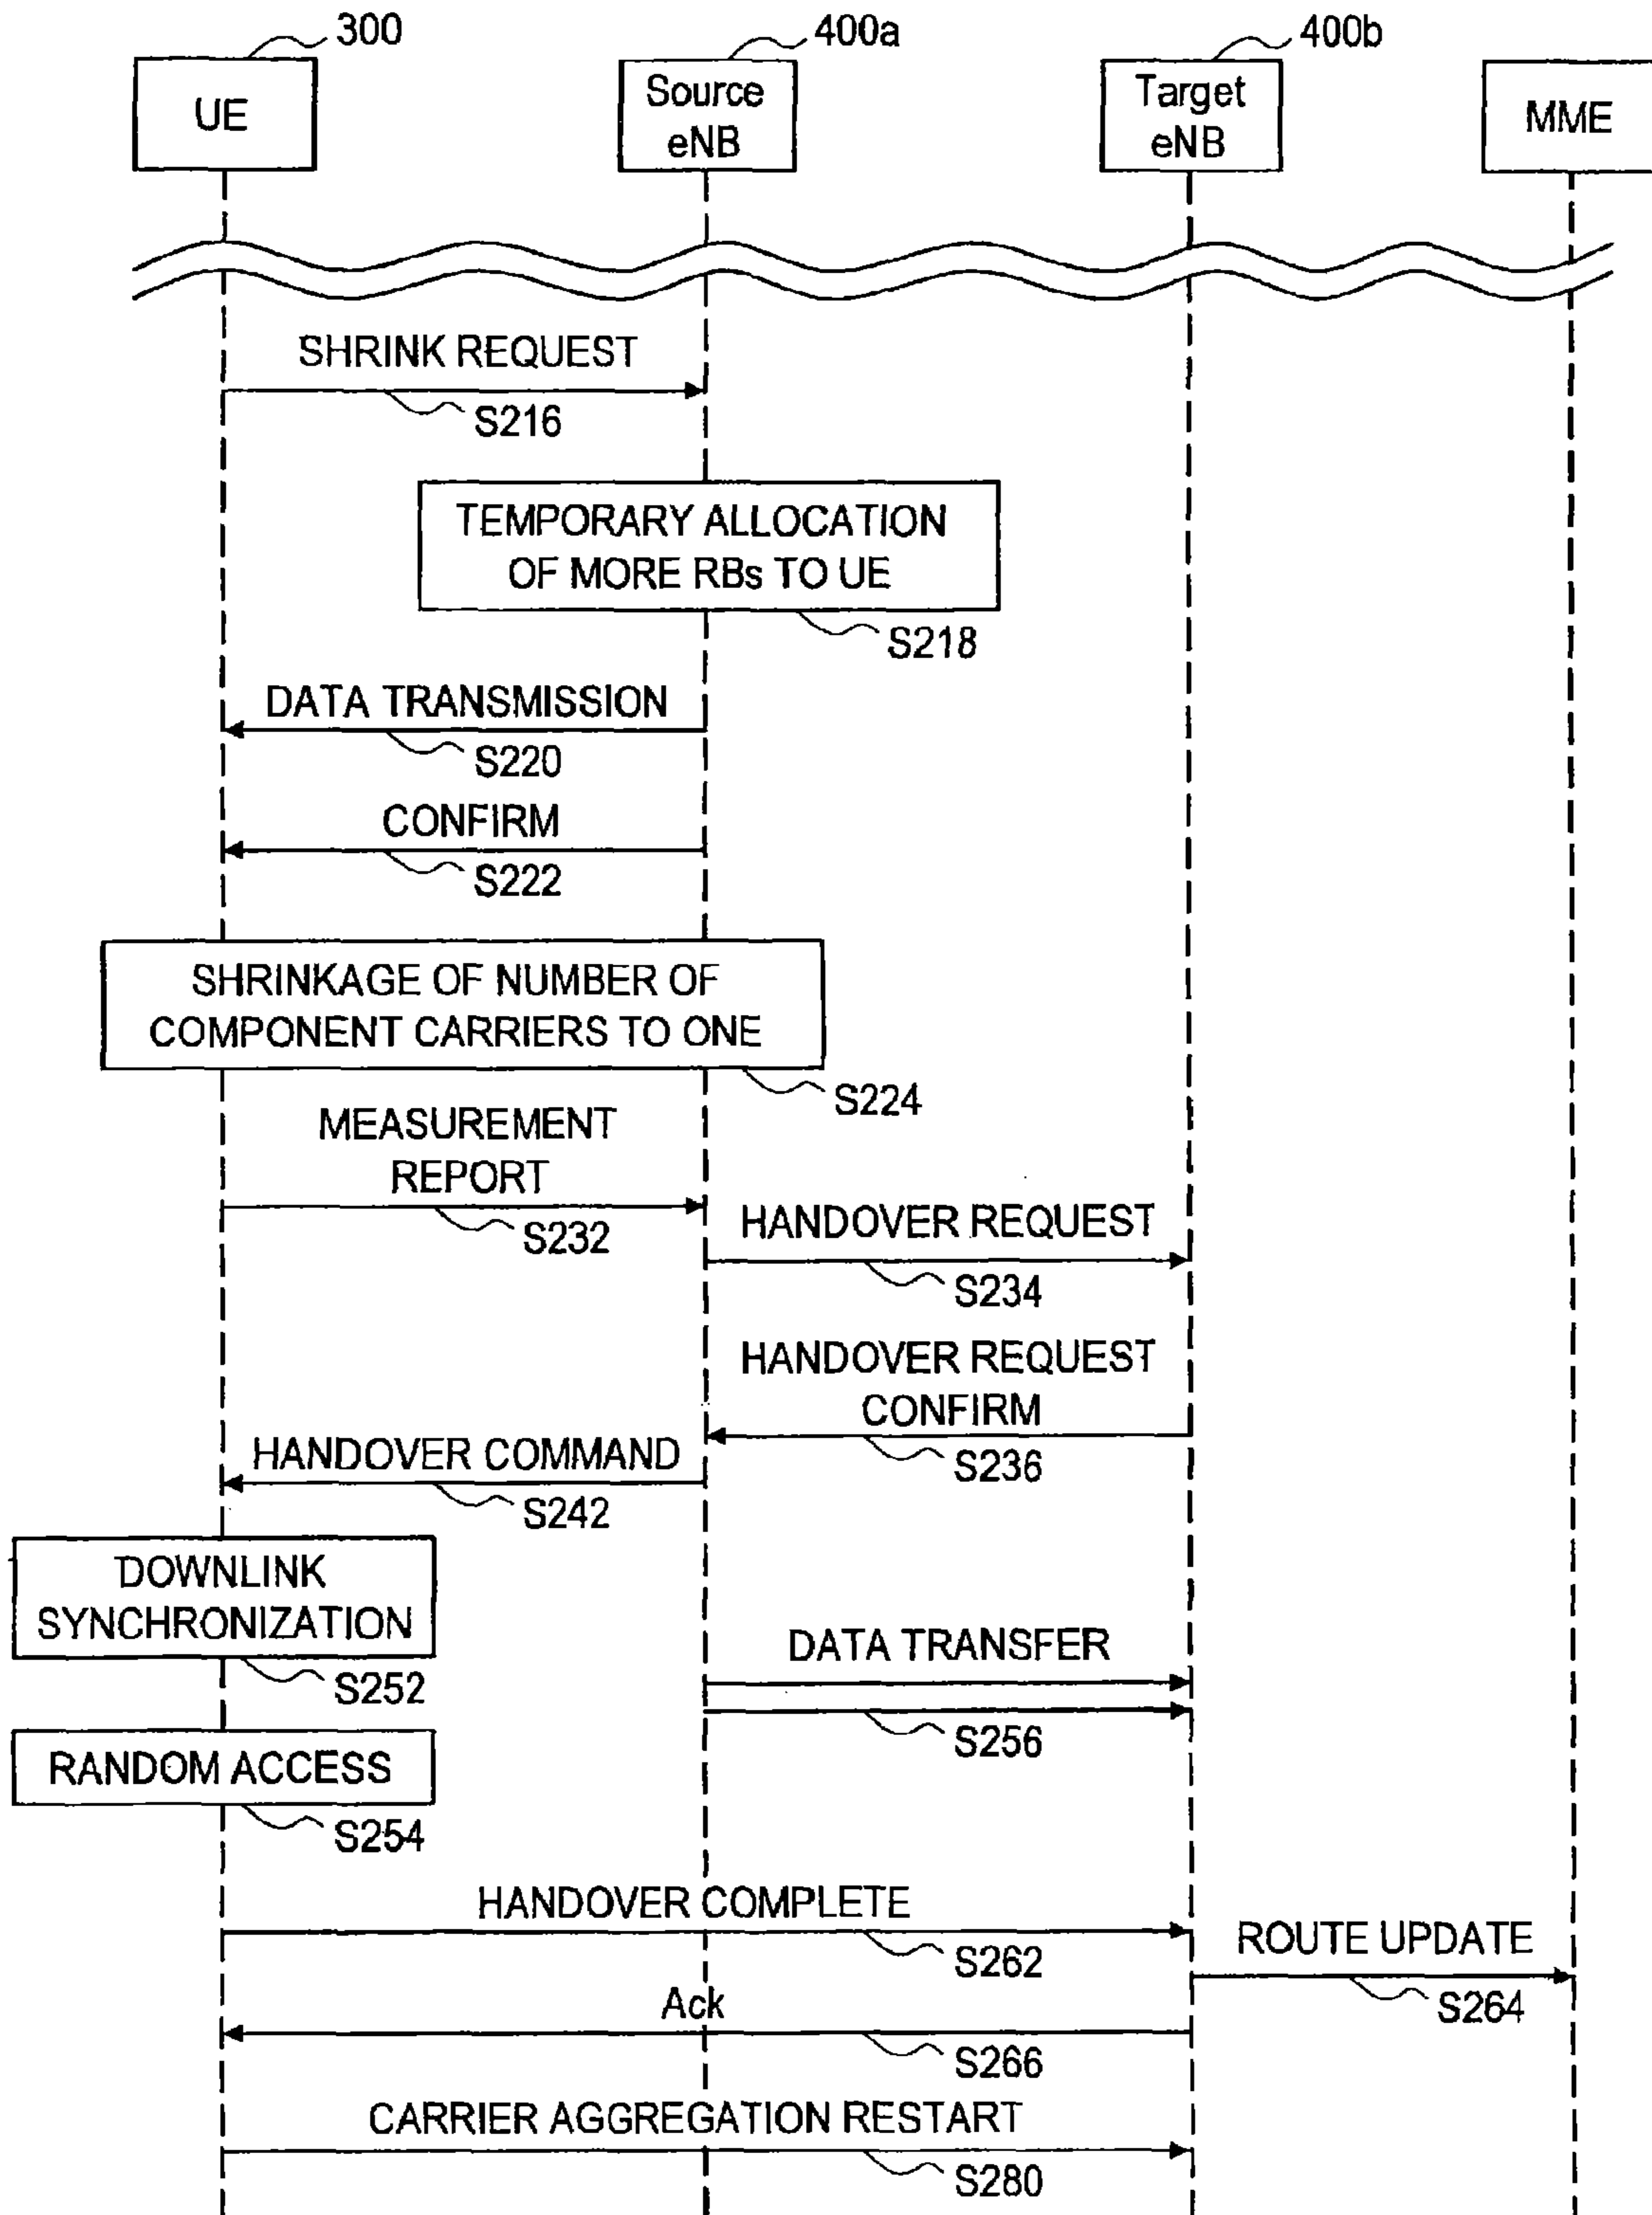 300
400a
400b
UE
Source
eNB
Target
eNB
MME
SHRINK REQUEST
S216
TEMPORARY ALLOCATION
OF MORE RBs TO UE
S218
DATA TRANSMISSION
S220
CONFIRM
S222
SHRINKAGE OF NUMBER OF
COMPONENT CARRIERS TO ONE
S224
MEASUREMENT
REPORT
S232
HANDOVER REQUEST
S234
HANDOVER REQUEST
CONFIRM
S236
HANDOVER COMMAND
S242
DOWNLINK
SYNCHRONIZATION
S252
DATA TRANSFER
S256
RANDOM ACCESS
S254
HANDOVER COMPLETE
S262
ROUTE UPDATE
S264
Ack
S266
CARRIER AGGREGATION RESTART
S280